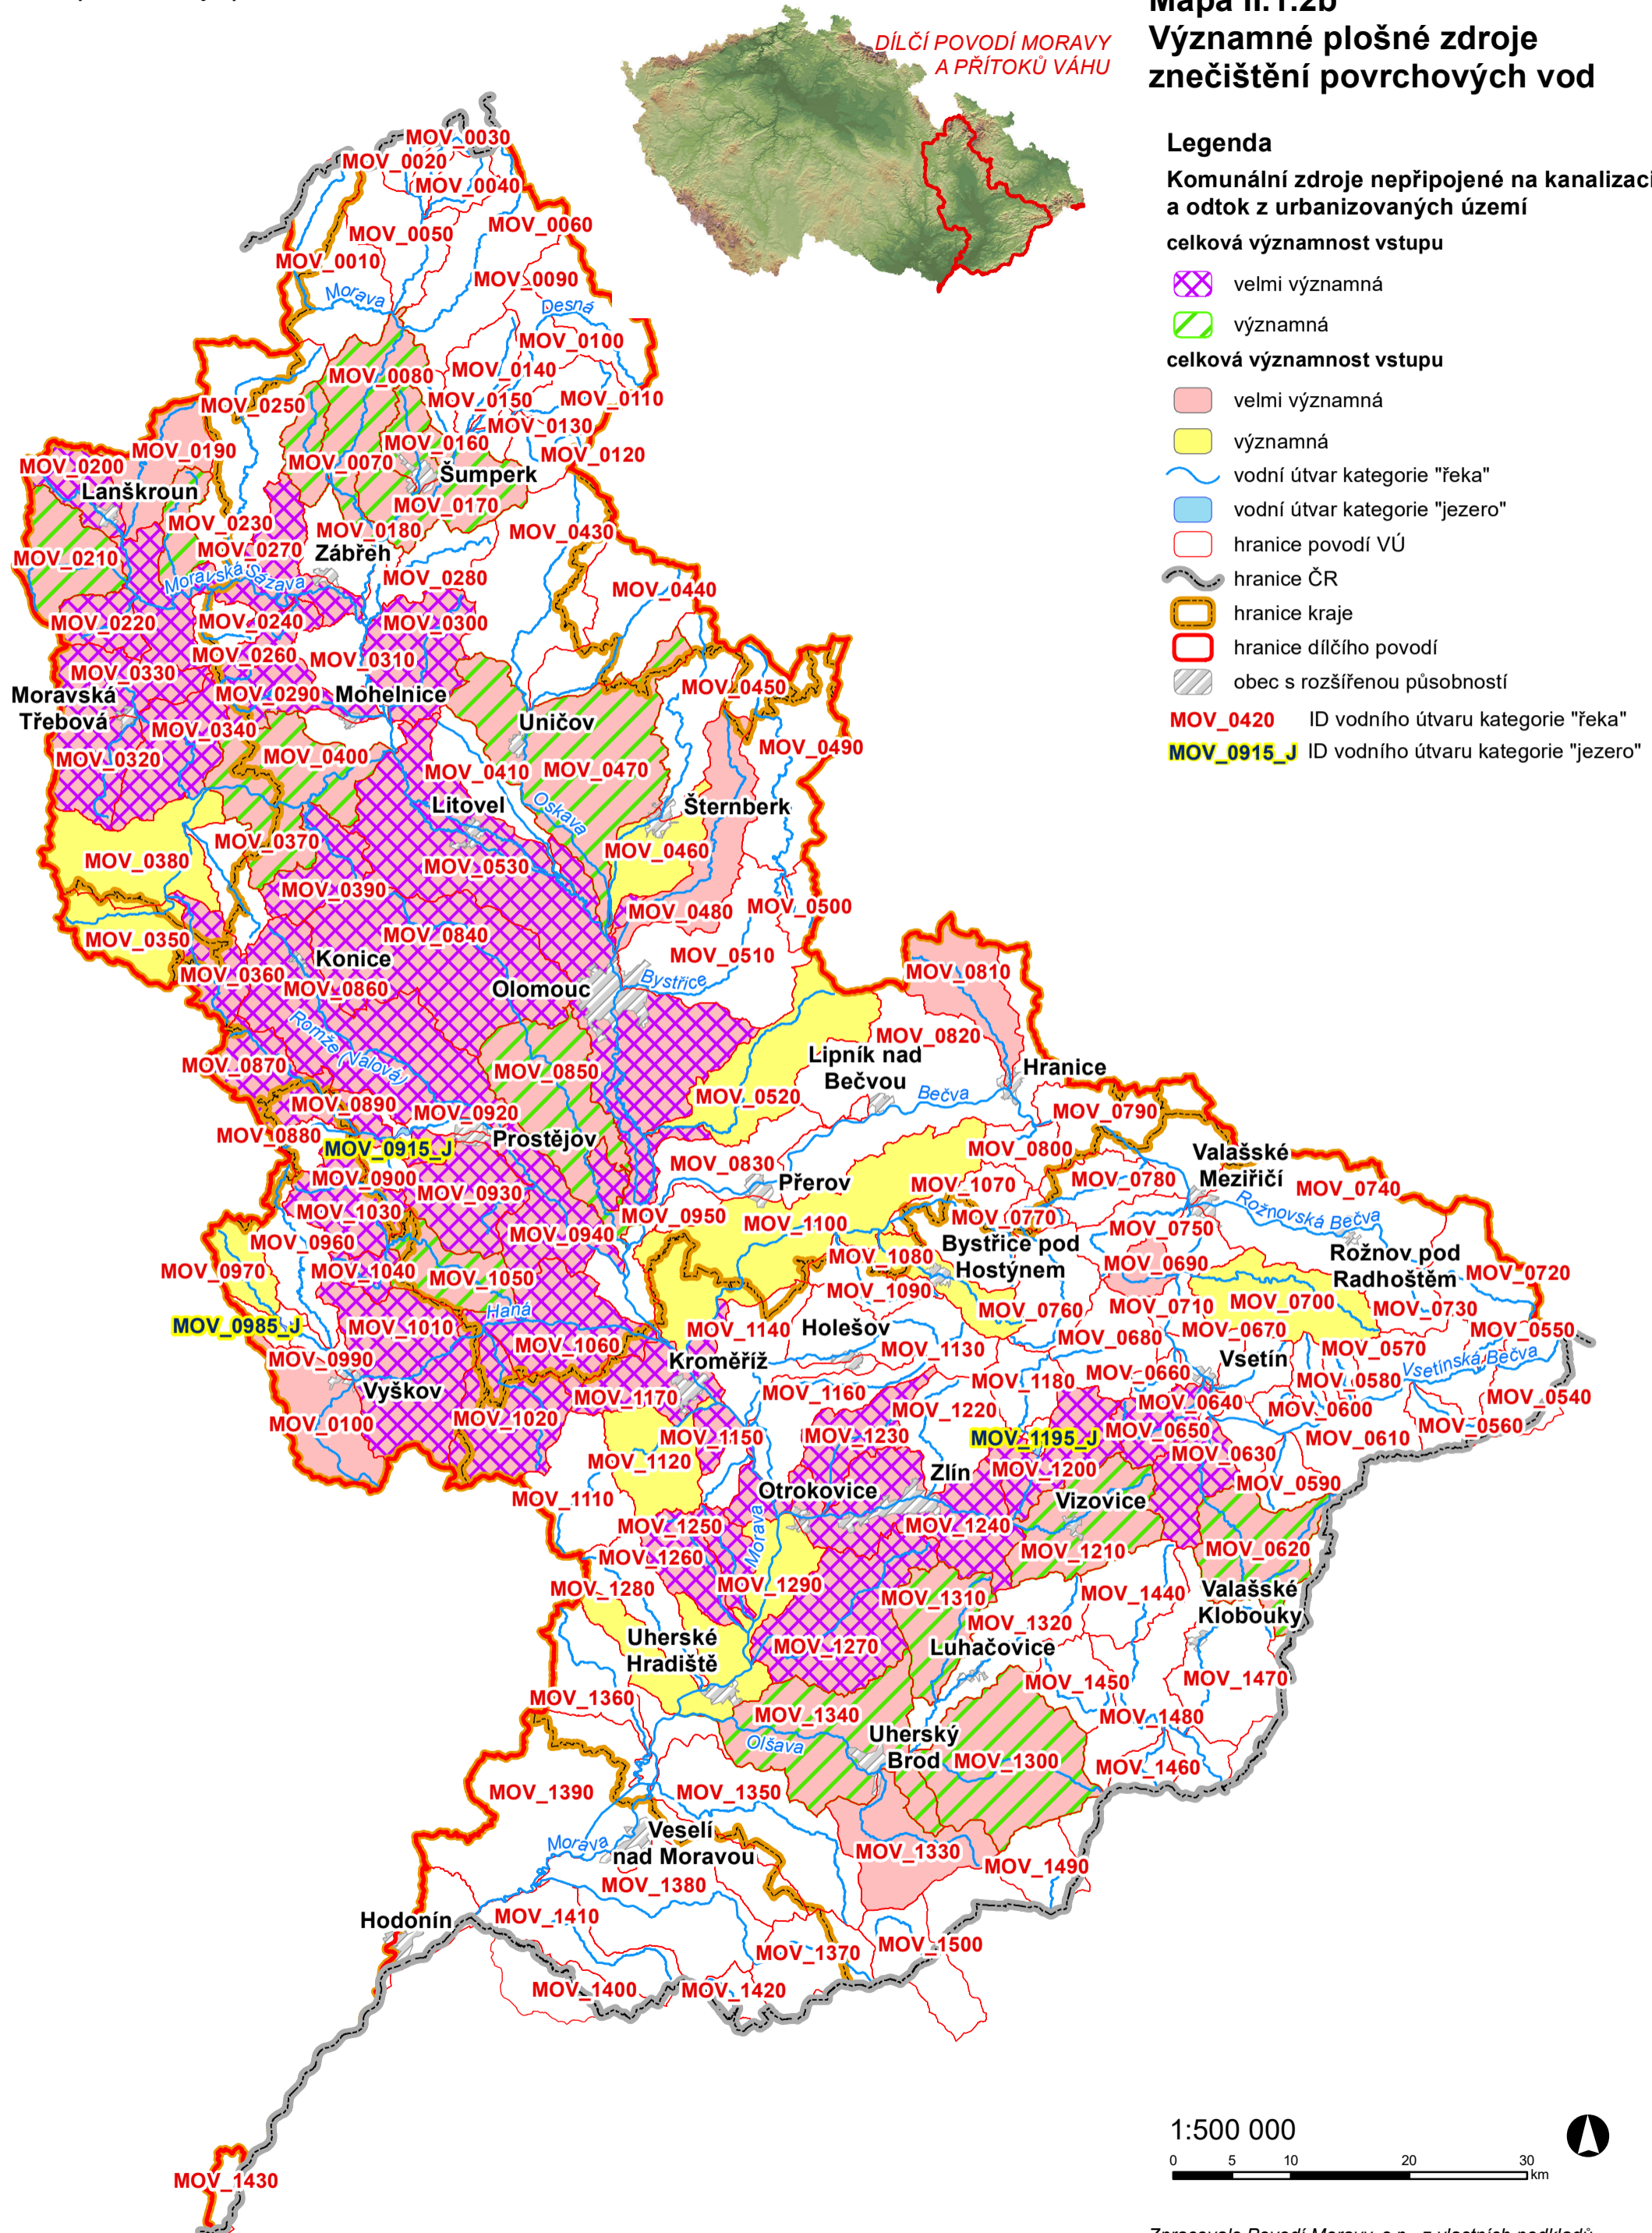 Mapa II.1.2b
Významné plošné zdroje
znečištění povrchových vod
DÍLČÍ POVODÍ MORAVY
A PŘÍTOKŮ VÁHU
Legenda
Komunální zdroje nepřipojené na kanalizaci
a odtok z urbanizovaných území
celková významnost vstupu
velmi významná
významná
celková významnost vstupu
velmi významná
významná
vodní útvar kategorie "řeka"
vodní útvar kategorie "jezero"
hranice povodí VÚ
hranice ČR
hranice kraje
hranice dílčího povodí
obec s rozšířenou působností
MOV_0420 ID vodního útvaru kategorie "řeka"
MOV_0915_J ID vodního útvaru kategorie "jezero"
MOV_0030
MOV_0020
MOV_0040
MOV_0060
MOV_0050
MOV_0010
MOV_0090
Morava
Desná
MOV_0100
MOV_0140
MOV_0080
MOV_0150
MOV_0110
MOV_0250
MOV_0130
MOV_0160
MOV_0120
MOV_0190
MOV_0070
MOV_0200
Šumperk
Lanškroun
MOV_0170
MOV_0230
MOV_0180
MOV_0430
MOV_0270
Zábřeh
MOV_0210
Moravská Sázava
MOV_0280
MOV_0440
MOV_0220
MOV_0240
MOV_0300
MOV_0260
MOV_0310
MOV_0330
MOV_0450
Moravská
Třebová
MOV_0290
Mohelnice
Uničov
MOV_0340
MOV_0490
MOV_0320
MOV_0400
MOV_0410
MOV_0470
Litovel
Oskava
Šternberk
MOV_0370
MOV_0460
MOV_0380
MOV_0530
MOV_0390
MOV_0480
MOV_0500
MOV_0350
MOV_0840
MOV_0510
Konice
MOV_0360
MOV_0860
Olomouc
Bystřice
MOV_0810
Romže (Válová)
MOV_0820
Lipník nad
Bečvou
Hranice
MOV_0870
MOV_0850
MOV_0520
Bečva
MOV_0890
MOV_0920
MOV_0790
MOV_0880
Prostějov
MOV_0915_J
MOV_0800
Valašské
Meziříčí
MOV_0830
MOV_0900
MOV_0780
MOV_0930
Přerov
MOV_1070
MOV_0740
MOV_1030
MOV_0950
MOV_1100
MOV_0770
Rožnovská Bečva
MOV_0750
MOV_0960
MOV_0940
MOV_1080
Bystřice pod
Hostýnem
Rožnov pod
Radhoštěm
MOV_0970
MOV_1040
MOV_1050
MOV_0690
MOV_0720
MOV_1090
Haná
MOV_0760
MOV_0710
MOV_0700
MOV_0730
MOV_0985_J
MOV_1010
MOV_1140
Holešov
MOV_0680
MOV_0670
MOV_0550
MOV_1060
MOV_1130
MOV_0570
MOV_0990
Kroměříž
Vsetín
Vsetínská Bečva
Vyškov
MOV_1170
MOV_1160
MOV_1180
MOV_0660
MOV_0580
MOV_0540
MOV_0100
MOV_1020
MOV_1220
MOV_0640
MOV_0600
MOV_0560
MOV_1150
MOV_1230
MOV_1195_J
MOV_0650
MOV_0610
MOV_1120
MOV_0630
Zlín
MOV_1200
MOV_0590
MOV_1110
Otrokovice
Vizovice
MOV_1250
Morava
MOV_1240
MOV_1260
MOV_1210
MOV_0620
MOV_1280
MOV_1290
MOV_1310
MOV_1440
Valašské
Klobouky
MOV_1320
Uherské
Hradiště
MOV_1270
Luhačovice
MOV_1450
MOV_1470
MOV_1360
MOV_1340
MOV_1480
Olšava
Uherský
Brod
MOV_1300
MOV_1460
MOV_1390
MOV_1350
Veselí
nad Moravou
Morava
MOV_1330
MOV_1490
MOV_1380
Hodonín
MOV_1410
MOV_1370
MOV_1500
MOV_1400
MOV_1420
MOV_1430
1:500 000
0 5 10 20 30
km